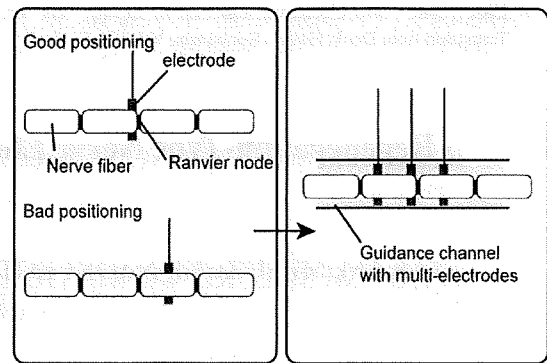 Good positioning
electrode
Nerve fiber
Ranvier node
Bad positioning
Guidance channel
with multi-electrodes